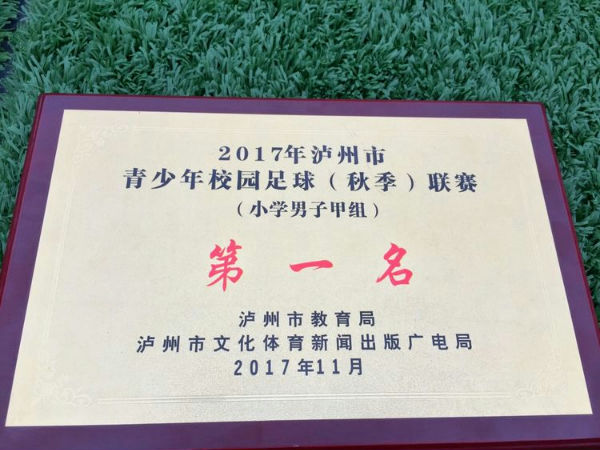 2017年泸州市
青少年校园足球（秋季）联赛
（小学男子甲组）
第一名
泸州市教育局
泸州市文化体育新闻出版广电局
2017年11月